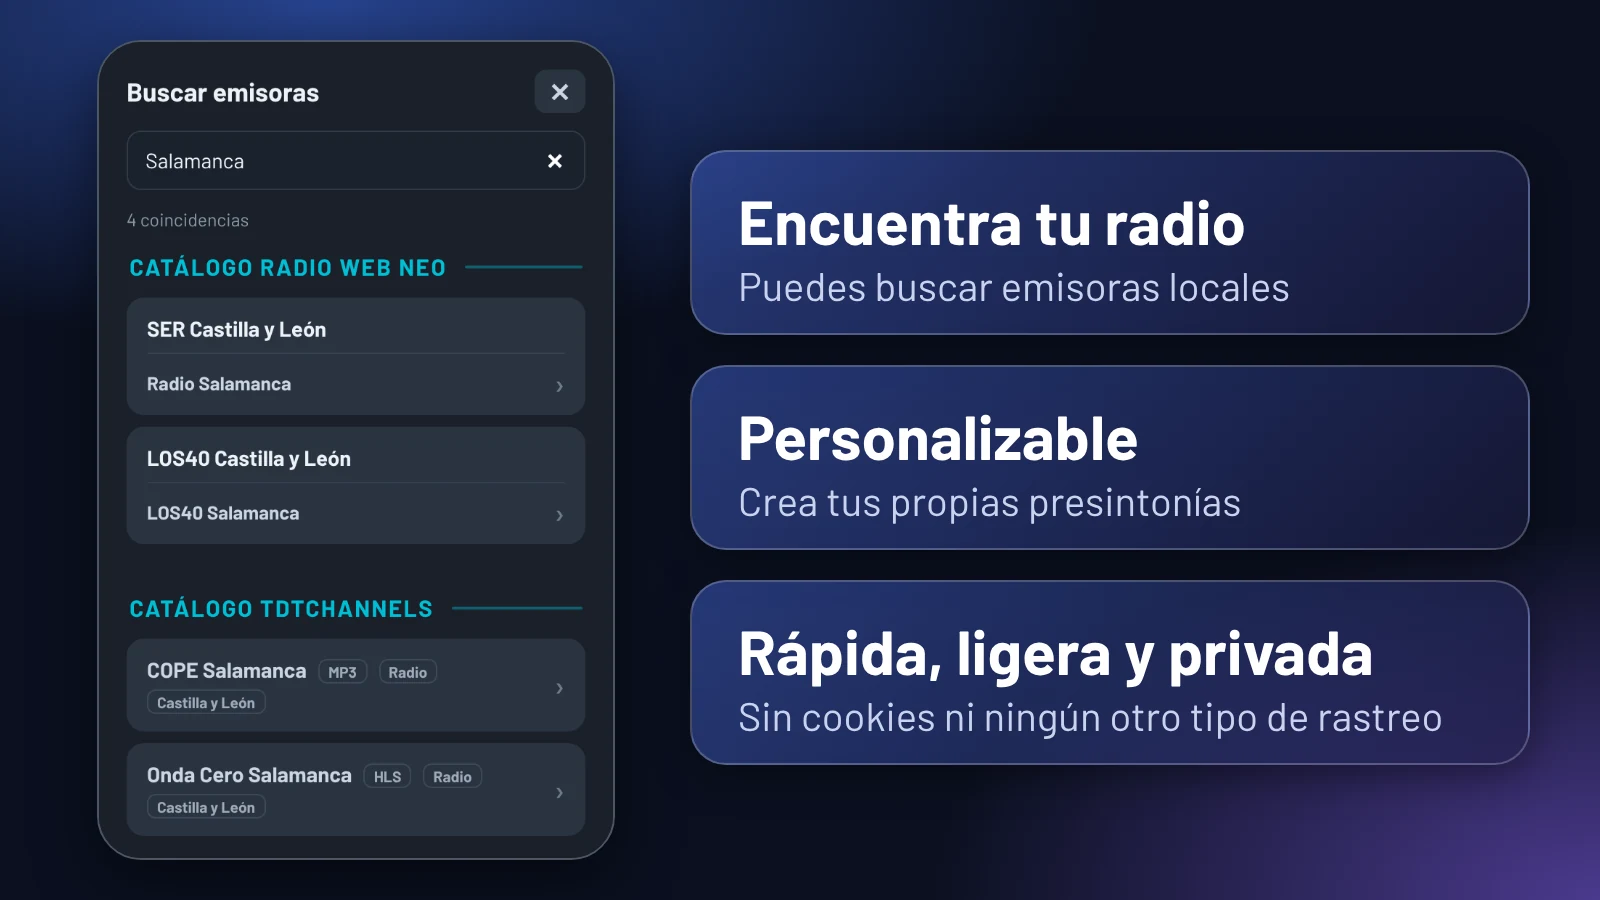 Buscar emisoras
Salamanca
4 coincidencias
CATÁLOGO RADIO WEB NEO
SER Castilla y León
Radio Salamanca
LOS40 Castilla y León
LOS40 Salamanca
CATÁLOGO TDTCHANNELS
COPE Salamanca MP3 Radio
Castilla y León
Onda Cero Salamanca HLS Radio
Castilla y León
Encuentra tu radio
Puedes buscar emisoras locales
Personalizable
Crea tus propias presintonías
Rápida, ligera y privada
Sin cookies ni ningún otro tipo de rastreo